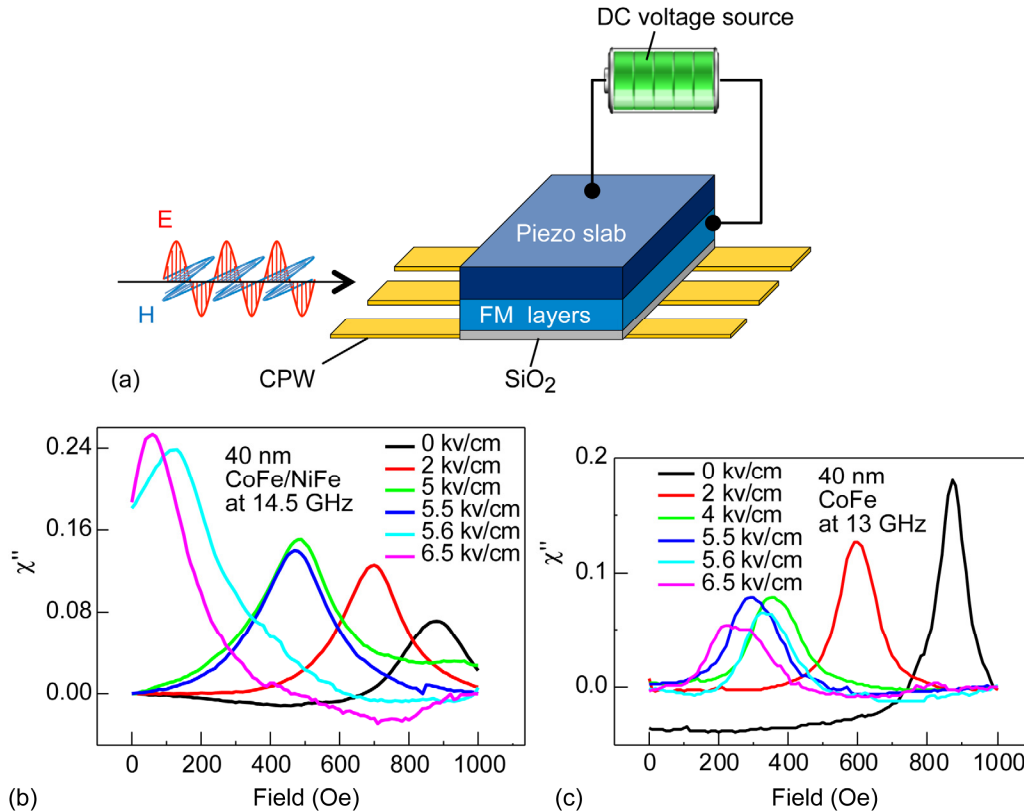 DC voltage source
E
Piezo slab
H
FM layers
CPW
SiO2
(a)
0.24
0.16
0.08
0.00
χ"
40 nm
CoFe/NiFe
at 14.5 GHz
0 kv/cm
2 kv/cm
5 kv/cm
5.5 kv/cm
5.6 kv/cm
6.5 kv/cm
0 200 400 600 800 1000
Field (Oe)
(b)
0.2
0.1
0.0
χ"
0 kv/cm
2 kv/cm
4 kv/cm
5.5 kv/cm
5.6 kv/cm
6.5 kv/cm
40 nm
CoFe
at 13 GHz
0 200 400 600 800 1000
Field (Oe)
(c)